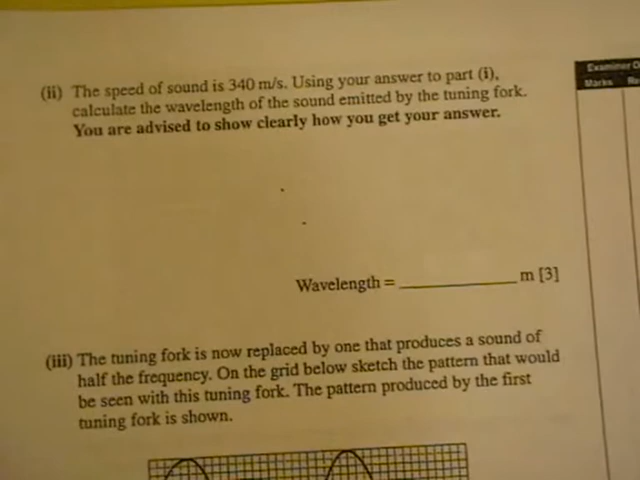 (ii) The speed of sound is 340 m/s. Using your answer to part (i),
calculate the wavelength of the sound emitted by the tuning fork.
You are advised to show clearly how you get your answer.
Wavelength = ____________ m [3]
(iii) The tuning fork is now replaced by one that produces a sound of
half the frequency. On the grid below sketch the pattern that would
be seen with this tuning fork. The pattern produced by the first
tuning fork is shown.
Examiner
Marks